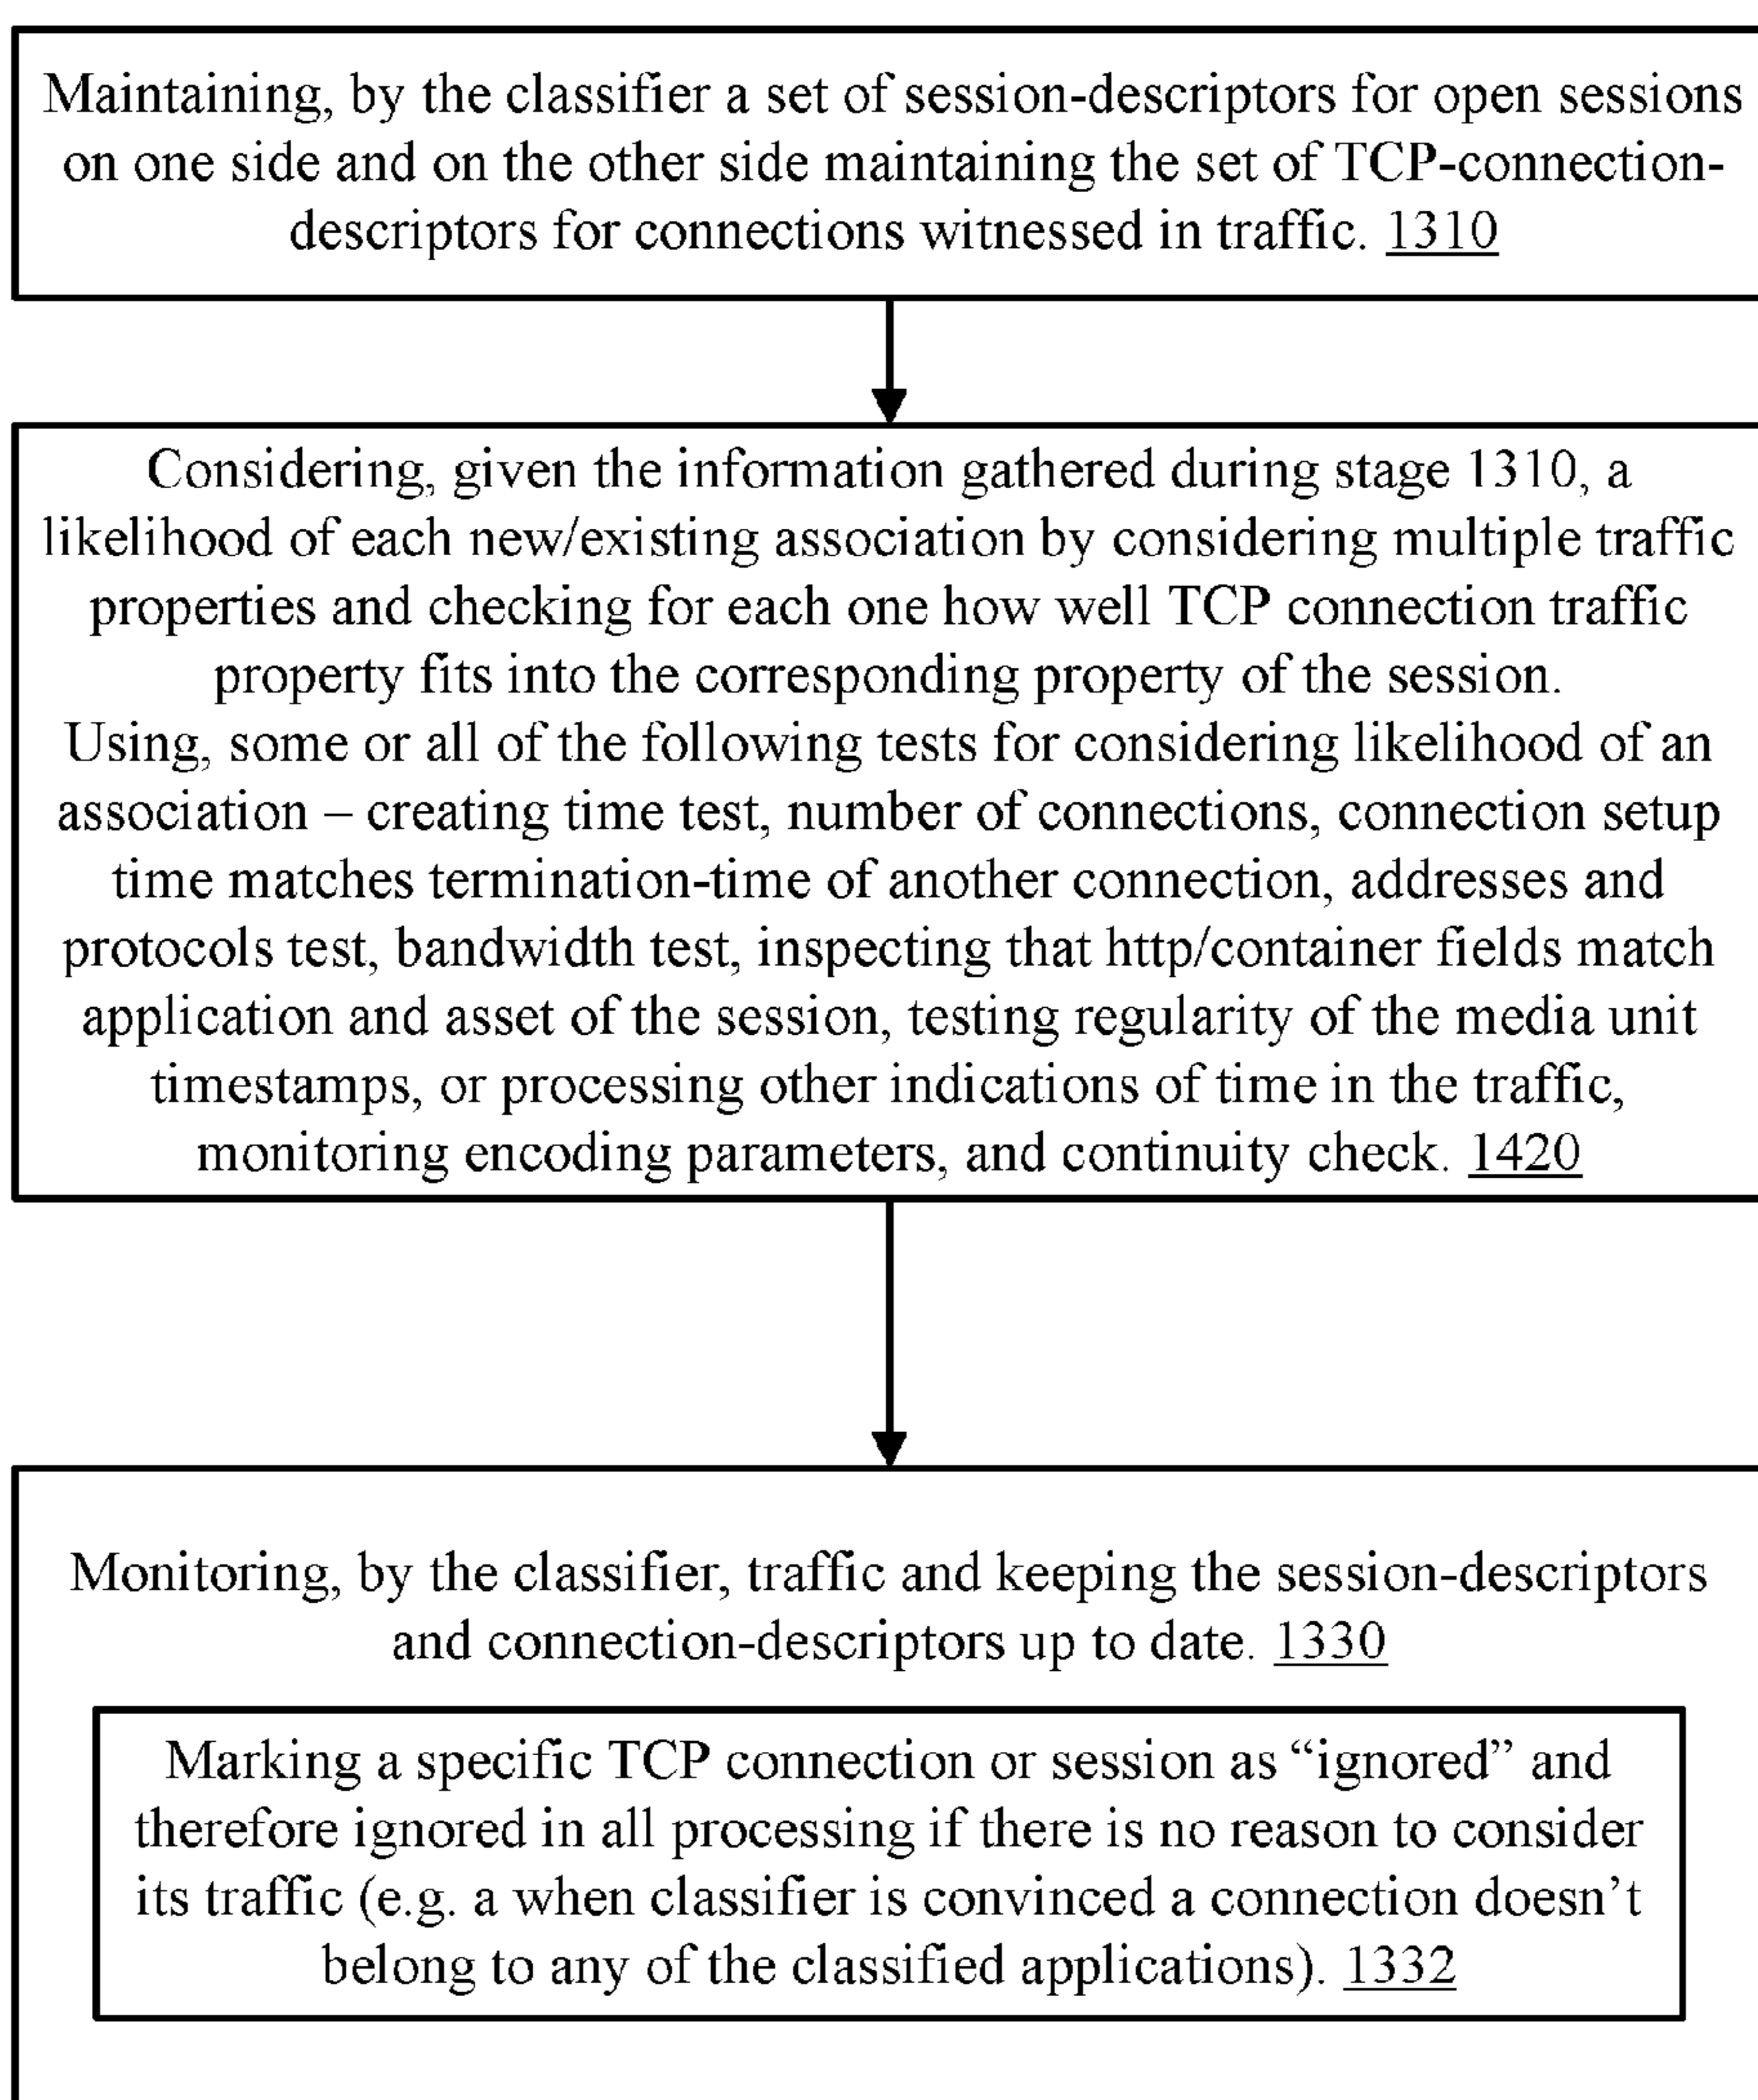 Maintaining, by the classifier a set of session-descriptors for open sessions
on one side and on the other side maintaining the set of TCP-connection-
descriptors for connections witnessed in traffic. 1310
Considering, given the information gathered during stage 1310, a
likelihood of each new/existing association by considering multiple traffic
properties and checking for each one how well TCP connection traffic
property fits into the corresponding property of the session.
Using, some or all of the following tests for considering likelihood of an
association – creating time test, number of connections, connection setup
time matches termination-time of another connection, addresses and
protocols test, bandwidth test, inspecting that http/container fields match
application and asset of the session, testing regularity of the media unit
timestamps, or processing other indications of time in the traffic,
monitoring encoding parameters, and continuity check. 1420
Monitoring, by the classifier, traffic and keeping the session-descriptors
and connection-descriptors up to date. 1330
Marking a specific TCP connection or session as “ignored” and
therefore ignored in all processing if there is no reason to consider
its traffic (e.g. a when classifier is convinced a connection doesn’t
belong to any of the classified applications). 1332